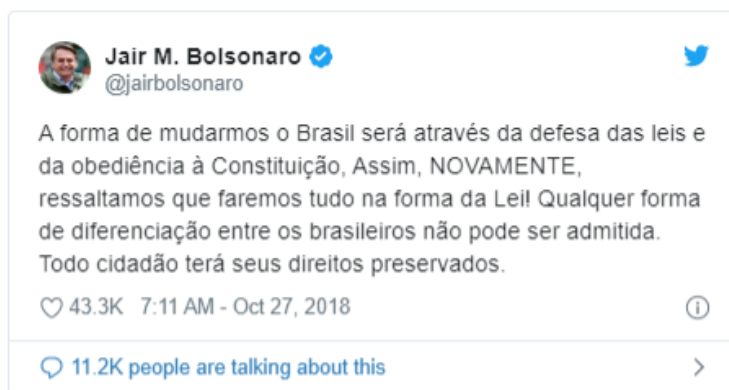 Jair M. Bolsonaro
@jairbolsonaro
A forma de mudarmos o Brasil será através da defesa das leis e
da obediência à Constituição, Assim, NOVAMENTE,
ressaltamos que faremos tudo na forma da Lei! Qualquer forma
de diferenciação entre os brasileiros não pode ser admitida.
Todo cidadão terá seus direitos preservados.
43.3K 7:11 AM - Oct 27, 2018
11.2K people are talking about this